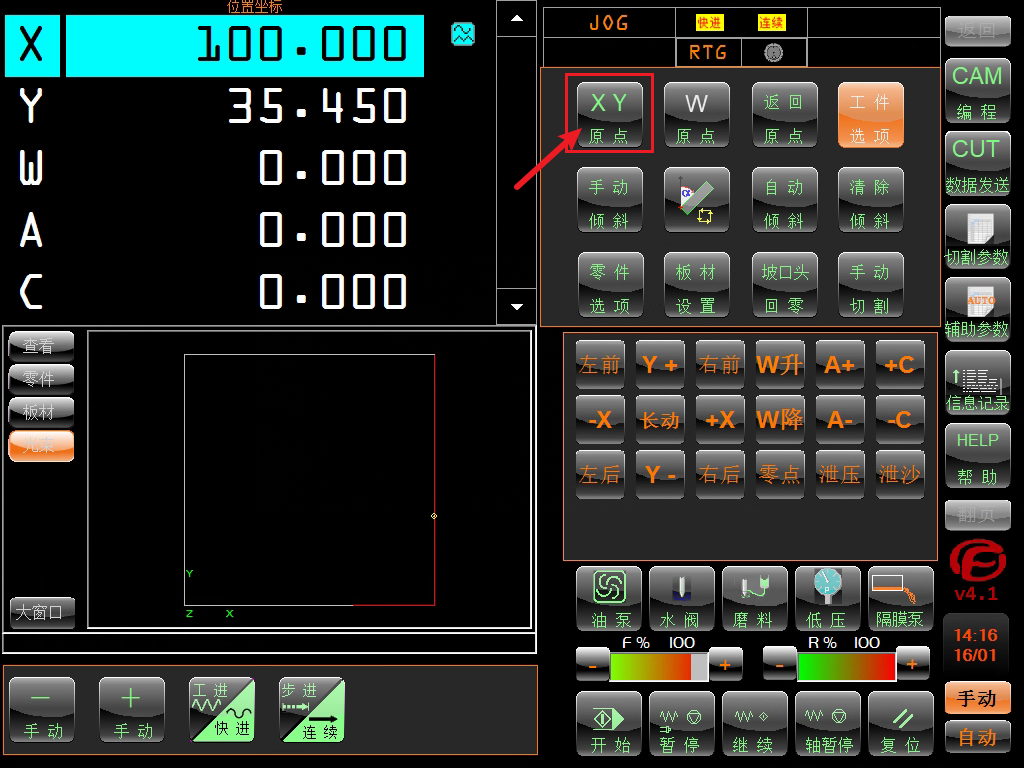 位置坐标
X 100.000
Y 35.450
W 0.000
A 0.000
C 0.000
JOG 快进 连续
RTG
XY
原点
W
原点
返回
原点
工件
选项
手动
倾斜
α
自动
倾斜
清除
倾斜
零件
选项
板材
设置
坡口头
回零
手动
切割
返回
CAM
编程
CUT
数据发送
切割参数
AUTO
辅助参数
信息记录
HELP
帮助
翻页
v4.1
14:16
16/01
手动
自动
查看
零件
板材
光束
大窗口
Y
Z X
左前 Y+ 右前 W升 A+ +C
-X 长动 +X W降 A- -C
左后 Y- 右后 零点 泄压 泄沙
油泵 水阀 磨料 低压 隔膜泵
F% 100 R% 100
- + - +
手动
手动
工进
快进
步进
连续
开始 暂停 继续 轴暂停 复位